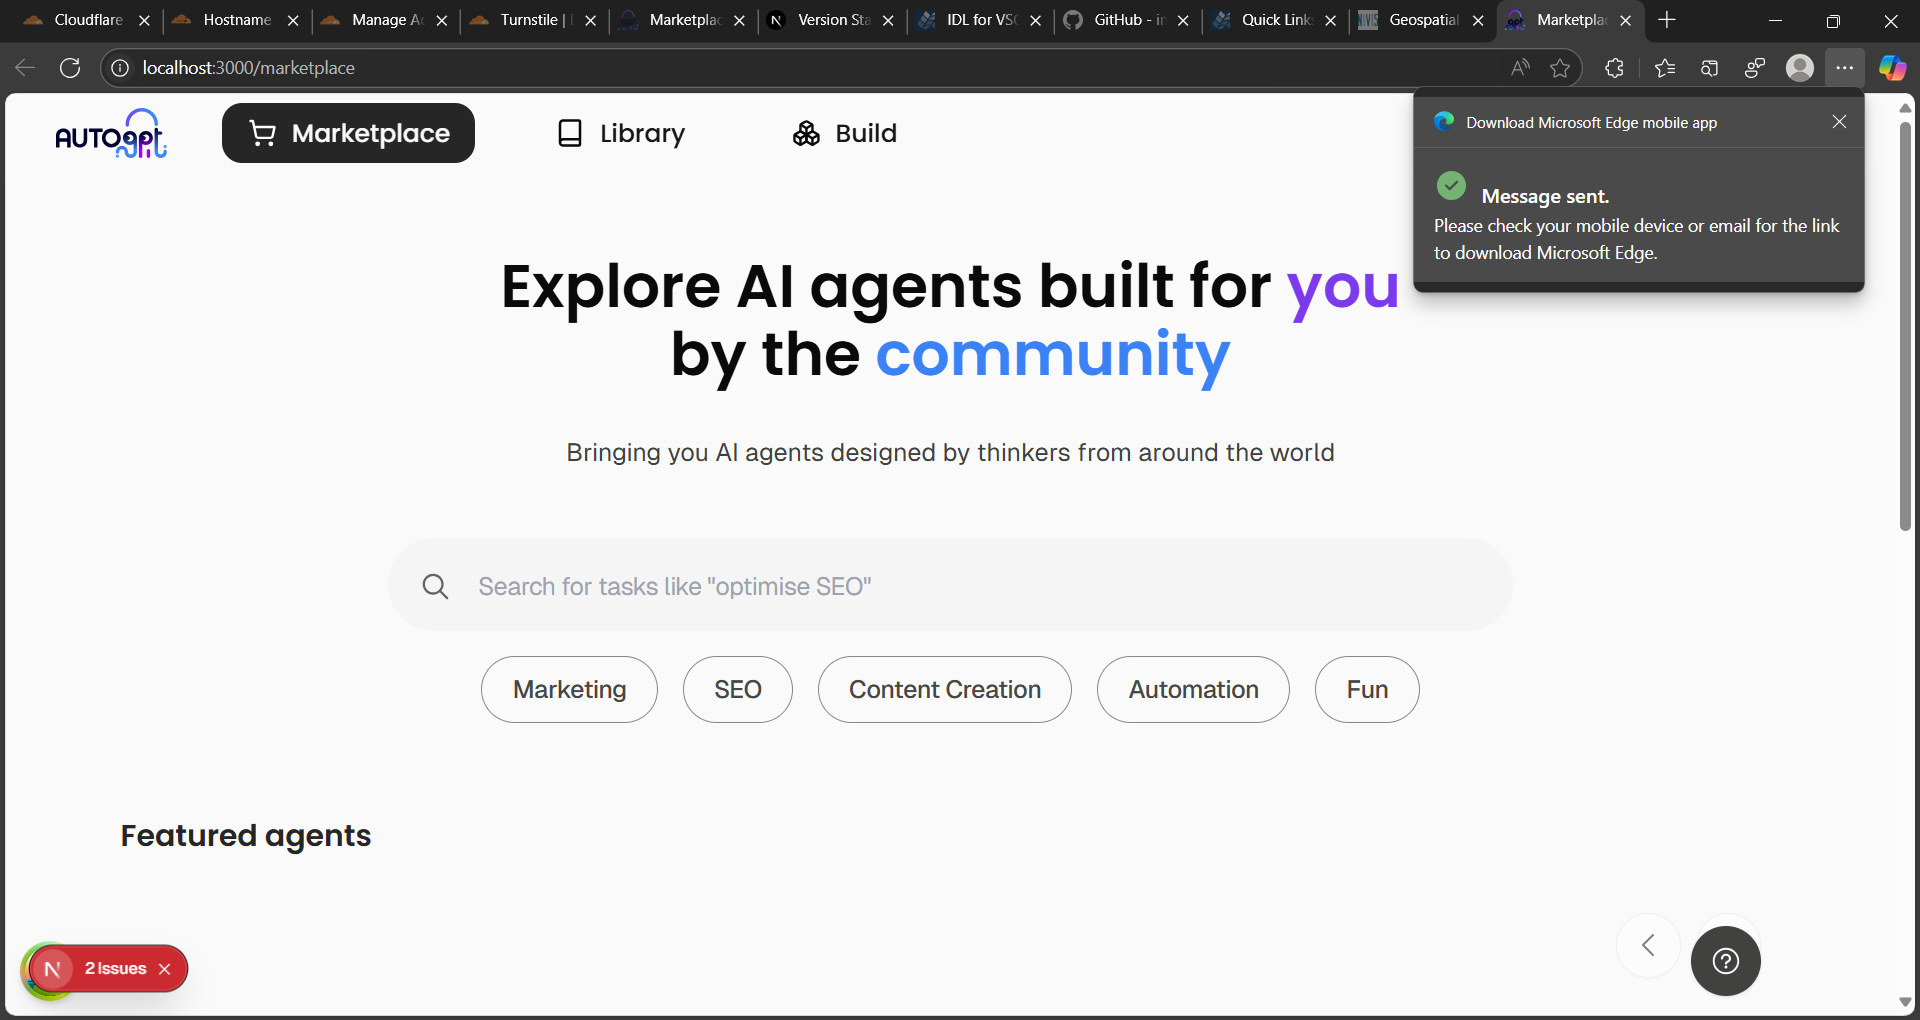 Cloudflare
Hostname
Manage Ac
Turnstile |
Marketplac
Version Sta
IDL for VSC
GitHub - in
Quick Link
Geospatial
Marketplac
localhost:3000/marketplace
AUTOgpt
Marketplace
Library
Build
Download Microsoft Edge mobile app
Message sent.
Please check your mobile device or email for the link
to download Microsoft Edge.
Explore AI agents built for you
by the community
Bringing you AI agents designed by thinkers from around the world
Search for tasks like "optimise SEO"
Marketing
SEO
Content Creation
Automation
Fun
Featured agents
N
2 Issues